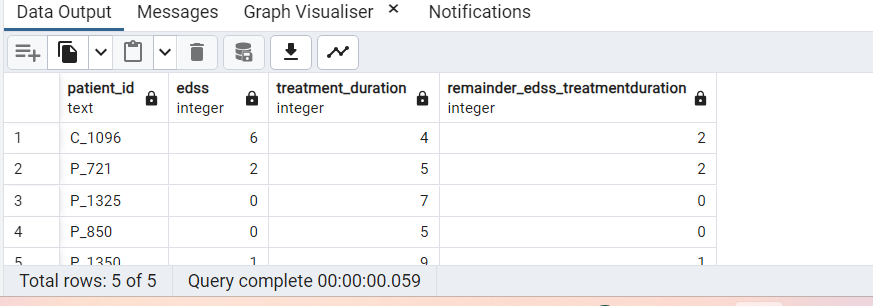 Data Output Messages Graph Visualiser × Notifications
patient_id edss treatment_duration remainder_edss_treatmentduration
text integer integer integer
1 C_1096 6 4 2
2 P_721 2 5 2
3 P_1325 0 7 0
4 P_850 0 5 0
5 P_1350 1 9 1
Total rows: 5 of 5 Query complete 00:00:00.059